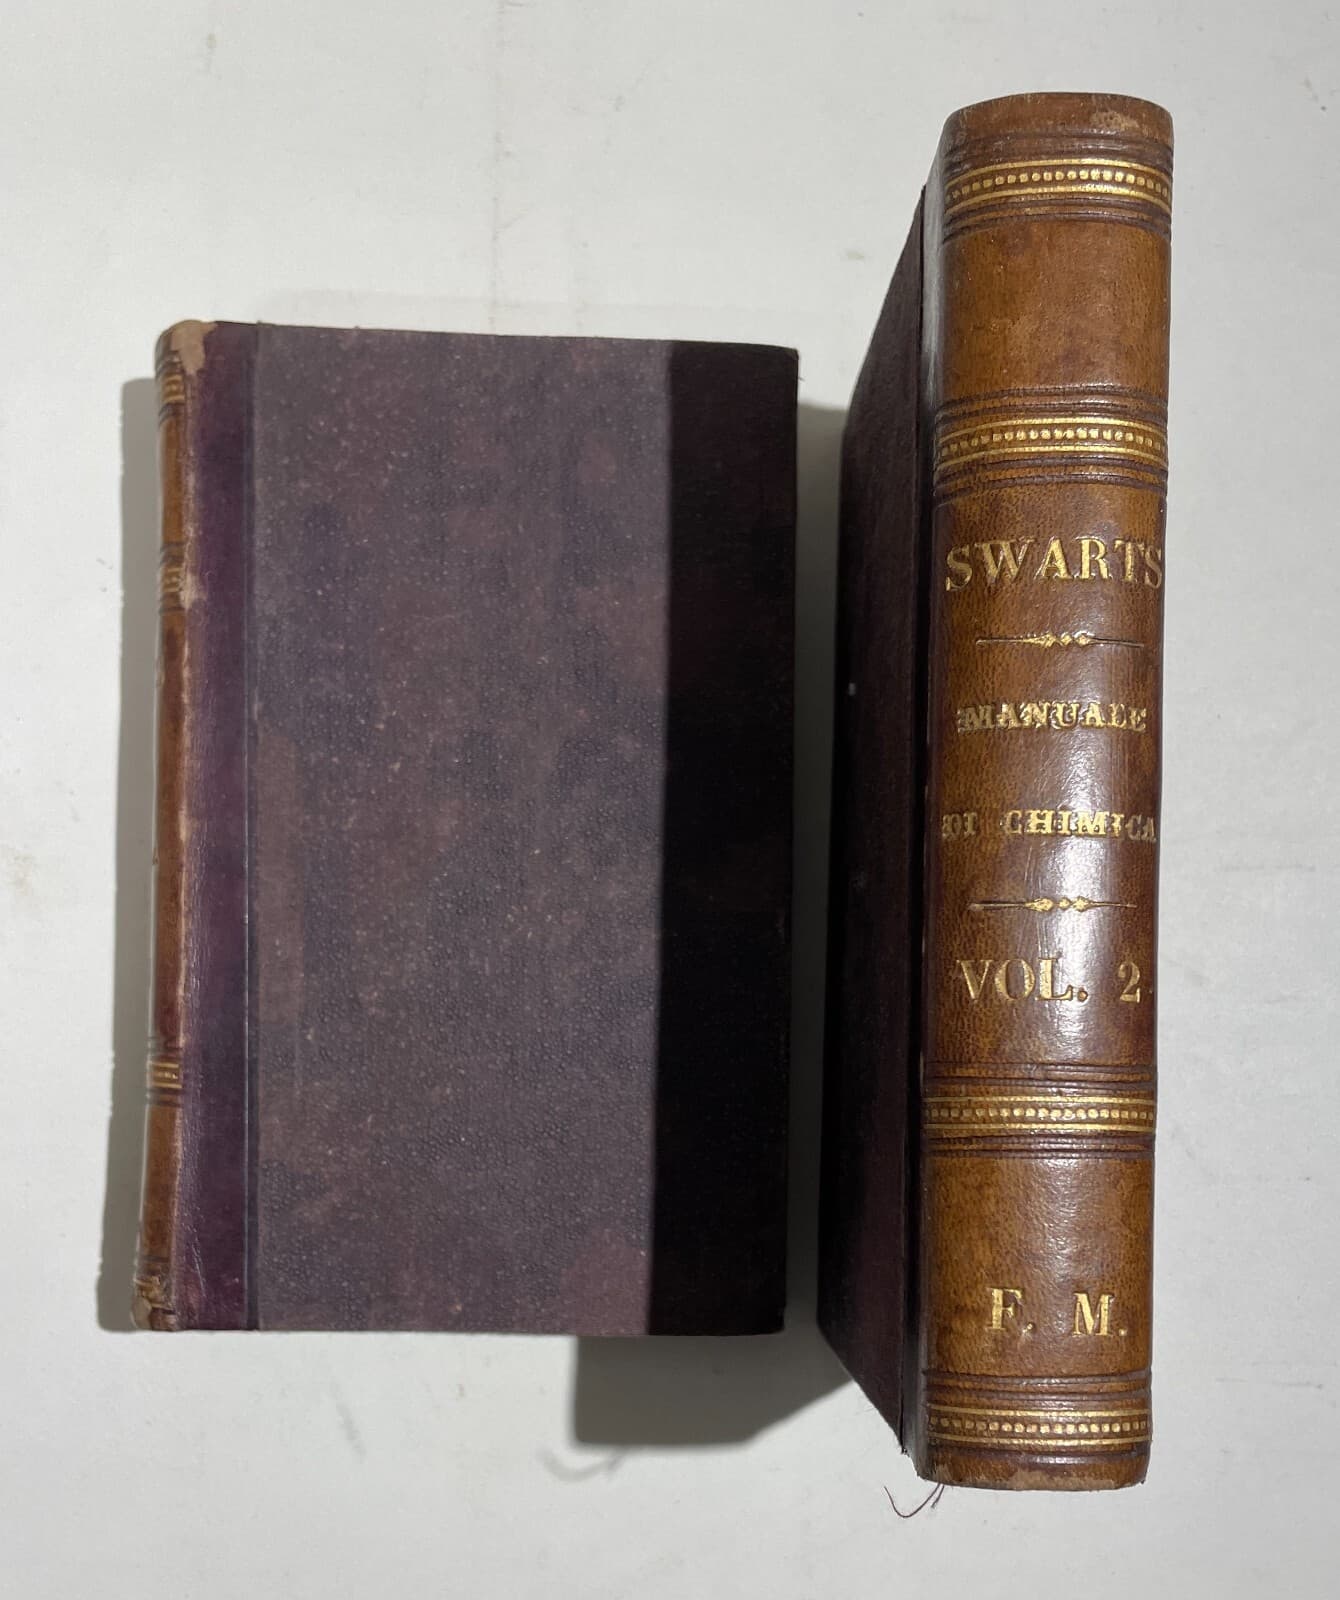 SWARTS
MANUALE
DI CHIMICA
VOL. 2
F. M.